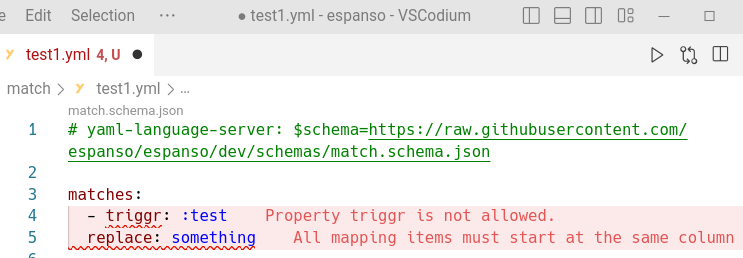 e Edit Selection ··· ● test1.yml - espanso - VSCodium
test1.yml 4, U ●
match > test1.yml > ...
match.schema.json
1 # yaml-language-server: $schema=https://raw.githubusercontent.com/
espanso/espanso/dev/schemas/match.schema.json
2
3 matches:
4 - triggr: :test Property triggr is not allowed.
5 replace: something All mapping items must start at the same column